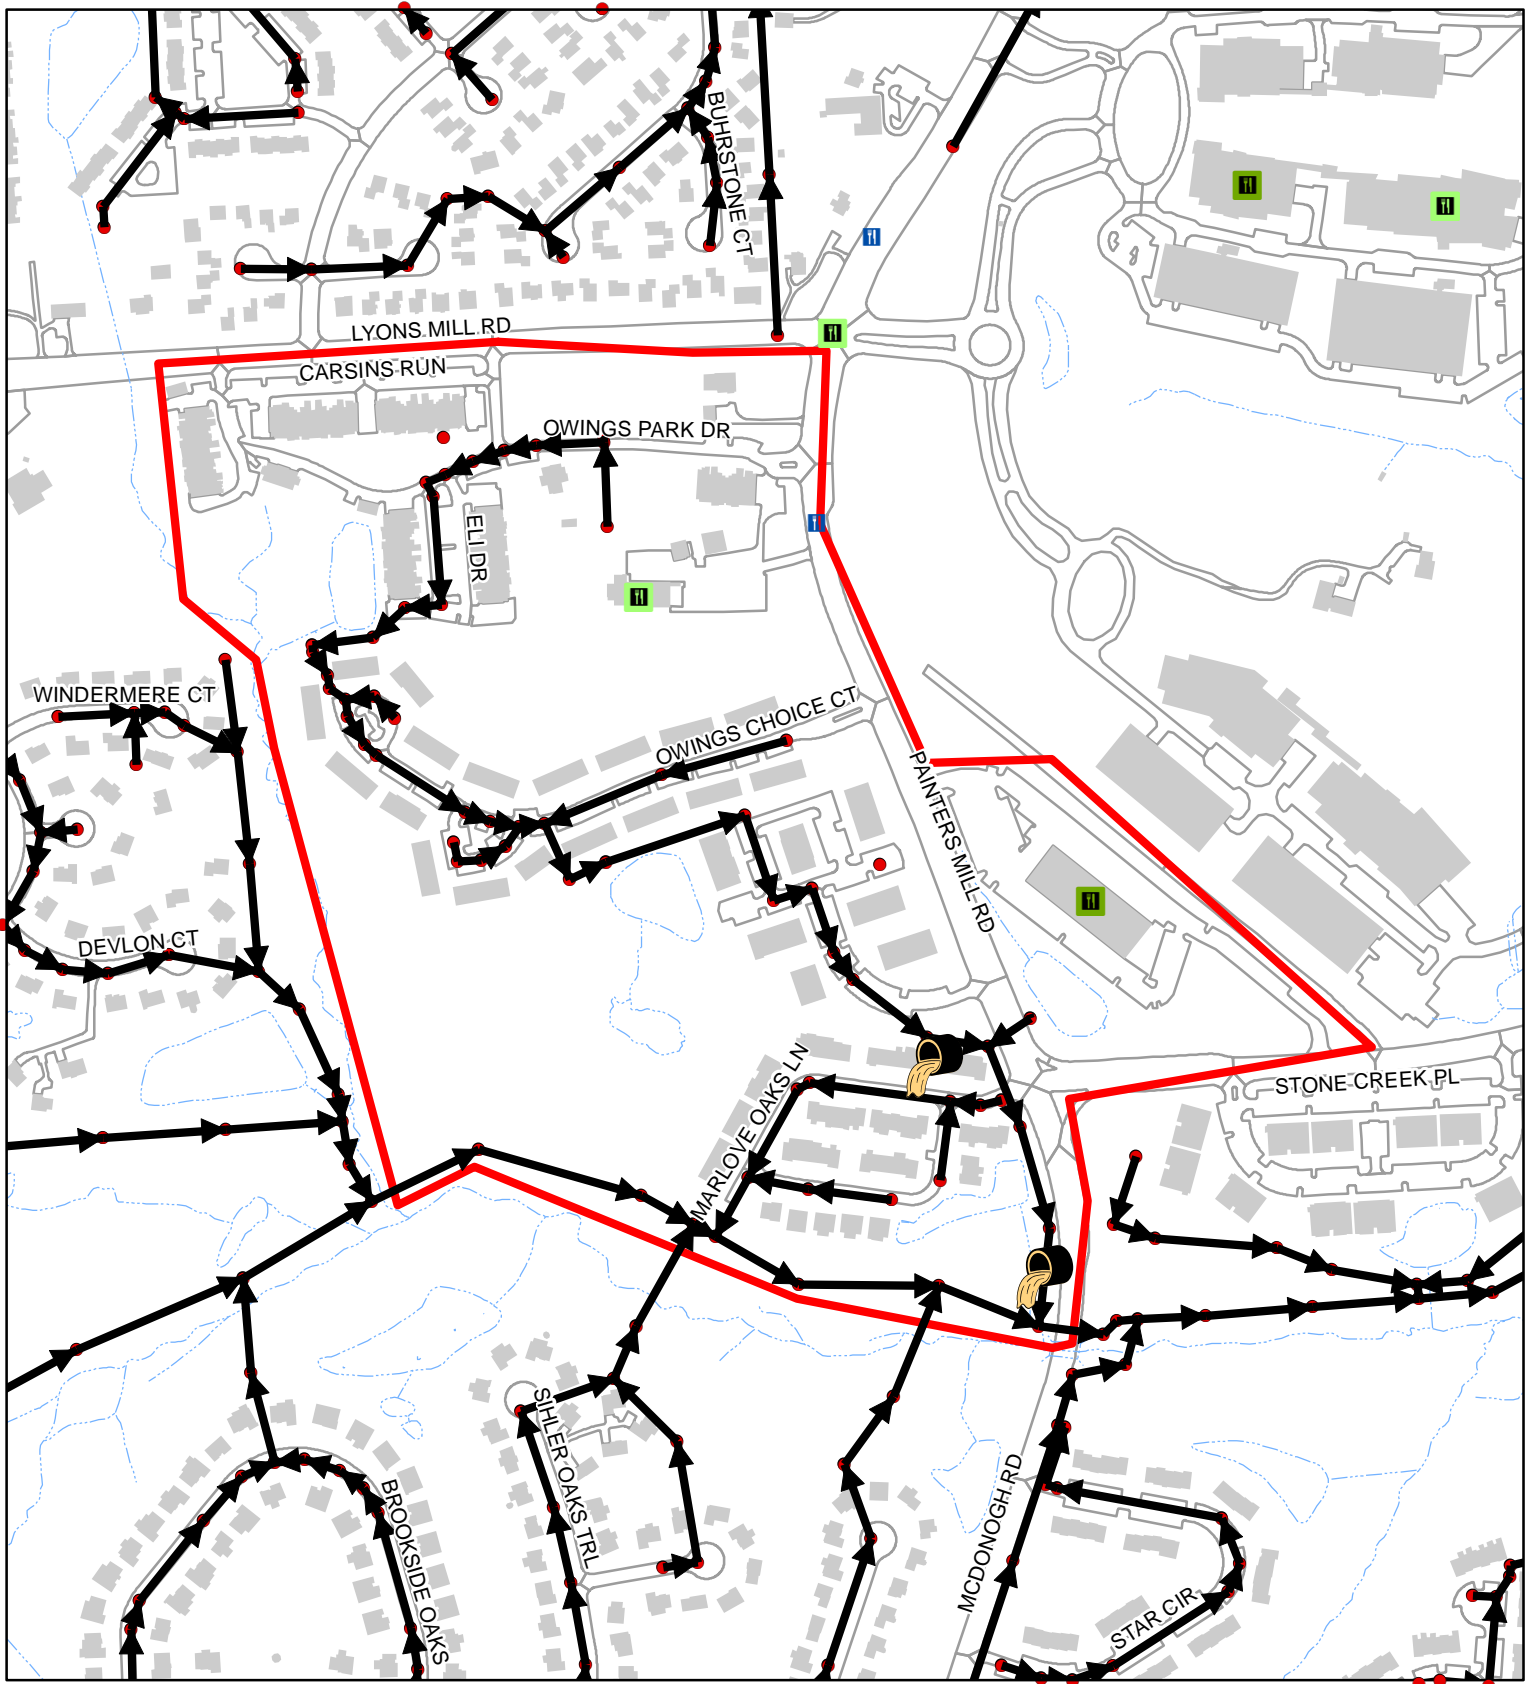 BUHRSTONE CT
LYONS MILL RD
CARSINS RUN
OWINGS PARK DR
ELI DR
WINDERMERE CT
OWINGS CHOICE CT
PAINTERS MILL RD
DEVLON CT
MARLOVE OAKS LN
STONE CREEK PL
SIHLER OAKS TRL
BROOKSIDE OAKS
MCDONOGH RD
STAR CIR